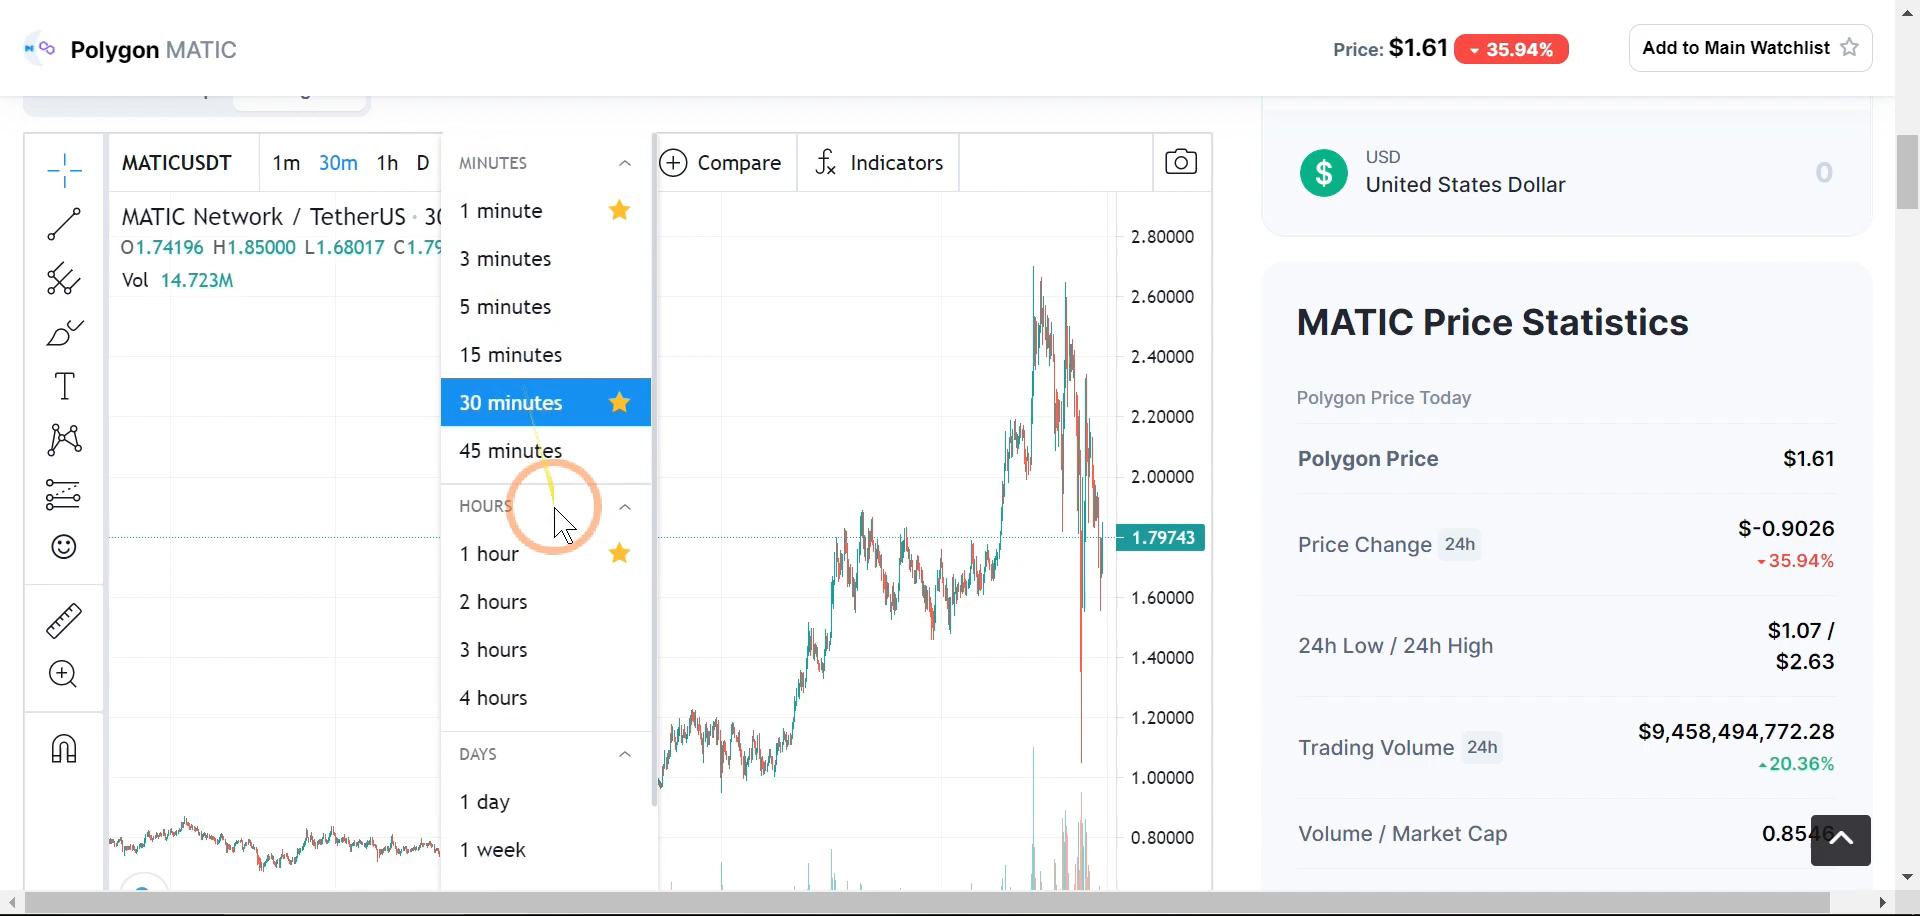 Polygon MATIC
Price: $1.61 35.94%
Add to Main Watchlist
MATICUSDT
1m 30m 1h D
Compare
Indicators
MATIC Network / TetherUS · 30
O1.74196 H1.85000 L1.68017 C1.79
Vol 14.723M
MINUTES
1 minute
3 minutes
5 minutes
15 minutes
30 minutes
45 minutes
HOURS
1 hour
2 hours
3 hours
4 hours
DAYS
1 day
1 week
2.80000
2.60000
2.40000
2.20000
2.00000
1.79743
1.60000
1.40000
1.20000
1.00000
0.80000
USD
United States Dollar
0
MATIC Price Statistics
Polygon Price Today
Polygon Price $1.61
Price Change 24h $-0.9026
35.94%
24h Low / 24h High $1.07 /
$2.63
Trading Volume 24h $9,458,494,772.28
20.36%
Volume / Market Cap 0.8546